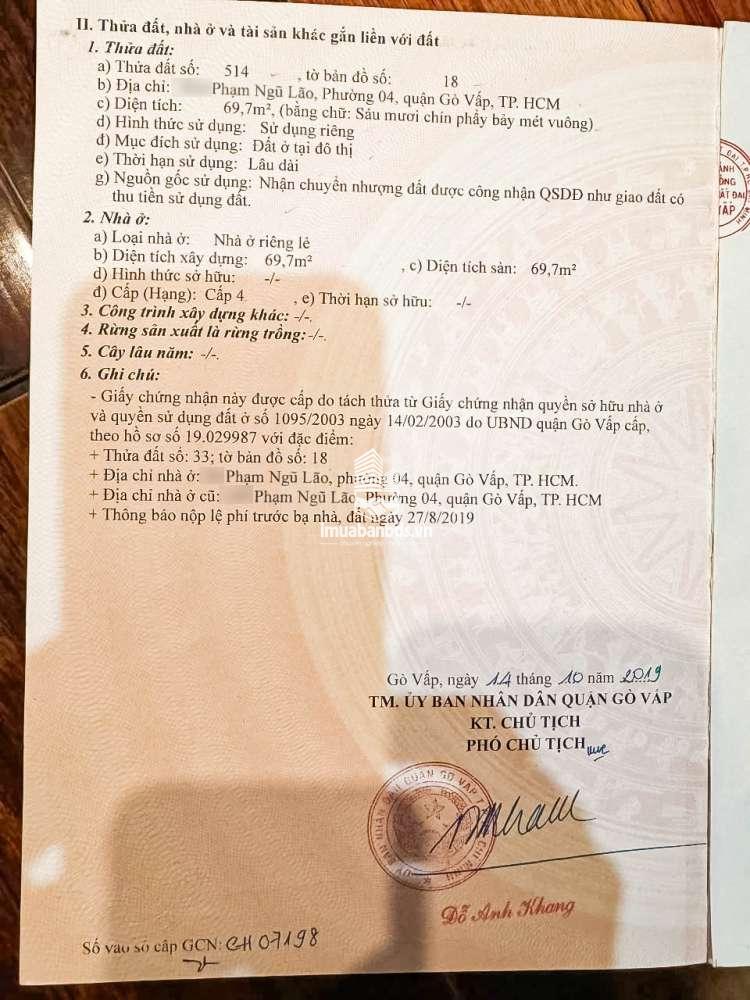 II. Thửa đất, nhà ở và tài sản khác gắn liền với đất
1. Thửa đất:
a) Thửa đất số: 514 , tờ bản đồ số: 18
b) Địa chỉ: Phạm Ngũ Lão, Phường 04, quận Gò Vấp, TP. HCM
c) Diện tích: 69,7m², (bằng chữ: Sáu mươi chín phẩy bảy mét vuông)
d) Hình thức sử dụng: Sử dụng riêng
đ) Mục đích sử dụng: Đất ở tại đô thị
e) Thời hạn sử dụng: Lâu dài
g) Nguồn gốc sử dụng: Nhận chuyển nhượng đất được công nhận QSDĐ như giao đất có
thu tiền sử dụng đất.
2. Nhà ở:
a) Loại nhà ở: Nhà ở riêng lẻ
b) Diện tích xây dựng: 69,7m² , c) Diện tích sàn: 69,7m²
d) Hình thức sở hữu: -/-
đ) Cấp (Hạng): Cấp 4 , e) Thời hạn sở hữu: -/-
3. Công trình xây dựng khác: -/-.
4. Rừng sản xuất là rừng trồng:-/-.
5. Cây lâu năm: -/-.
6. Ghi chú:
- Giấy chứng nhận này được cấp do tách thửa từ Giấy chứng nhận quyền sở hữu nhà ở
và quyền sử dụng đất ở số 1095/2003 ngày 14/02/2003 do UBND quận Gò Vấp cấp,
theo hồ sơ số 19.029987 với đặc điểm:
+ Thửa đất số: 33; tờ bản đồ số: 18
+ Địa chỉ nhà ở: Phạm Ngũ Lão, phường 04, quận Gò Vấp, TP. HCM.
+ Địa chỉ nhà ở cũ: Phạm Ngũ Lão, Phường 04, quận Gò Vấp, TP. HCM
+ Thông báo nộp lệ phí trước bạ nhà, đất ngày 27/8/2019
Imuabanbds.vn
Gò Vấp, ngày 14 tháng 10 năm 2019
TM. ỦY BAN NHÂN DÂN QUẬN GÒ VẤP
KT. CHỦ TỊCH
PHÓ CHỦ TỊCH
ỦY BAN NHÂN DÂN QUẬN GÒ VẤP T.P HỒ CHÍ MINH
Đỗ Anh Khang
Số vào sổ cấp GCN: CH07198